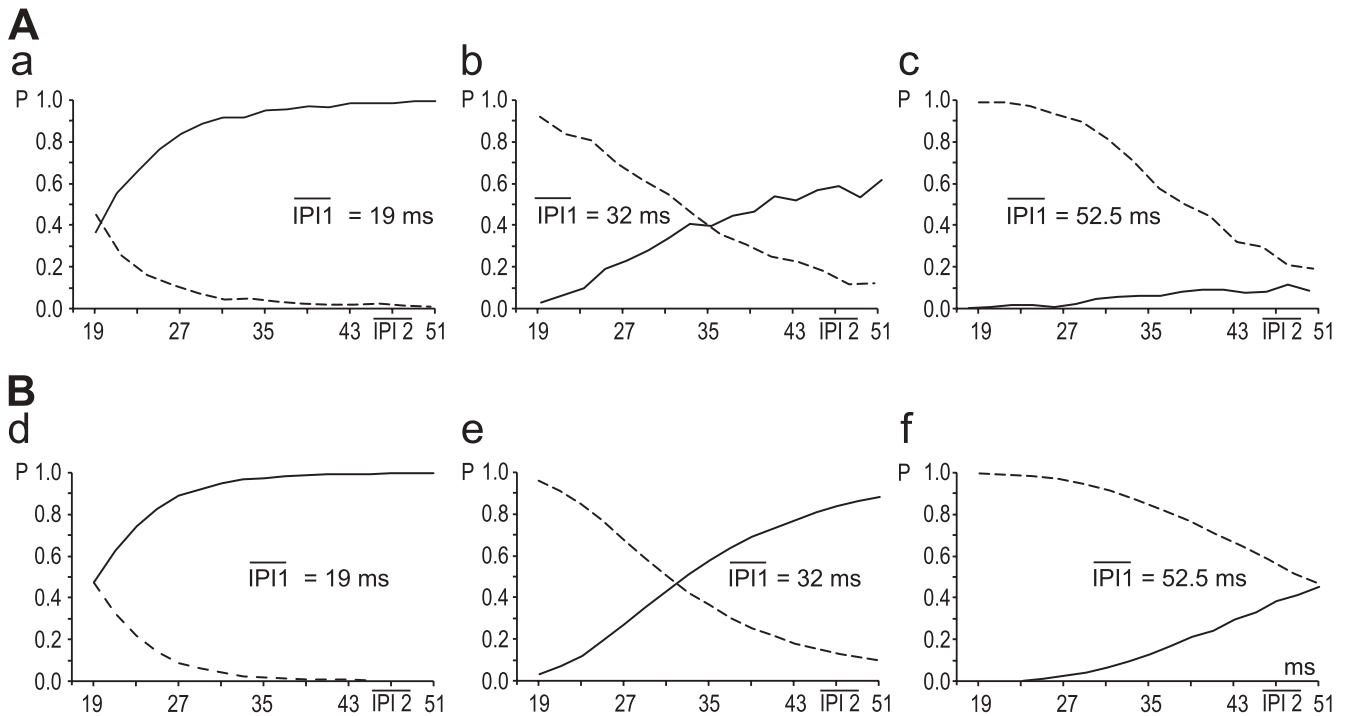 A
a
b
c
P 1.0
0.8
0.6
0.4
0.2
0.0
IPI1 = 19 ms
19 27 35 43 IPI 2 51
P 1.0
0.8
0.6
0.4
0.2
0.0
IPI1 = 32 ms
19 27 35 43 IPI 2 51
P 1.0
0.8
0.6
0.4
0.2
0.0
IPI1 = 52.5 ms
19 27 35 43 IPI 2 51
B
d
e
f
P 1.0
0.8
0.6
0.4
0.2
0.0
IPI1 = 19 ms
19 27 35 43 IPI 2 51
P 1.0
0.8
0.6
0.4
0.2
0.0
IPI1 = 32 ms
19 27 35 43 IPI 2 51
P 1.0
0.8
0.6
0.4
0.2
0.0
IPI1 = 52.5 ms
ms
19 27 35 43 IPI 2 51